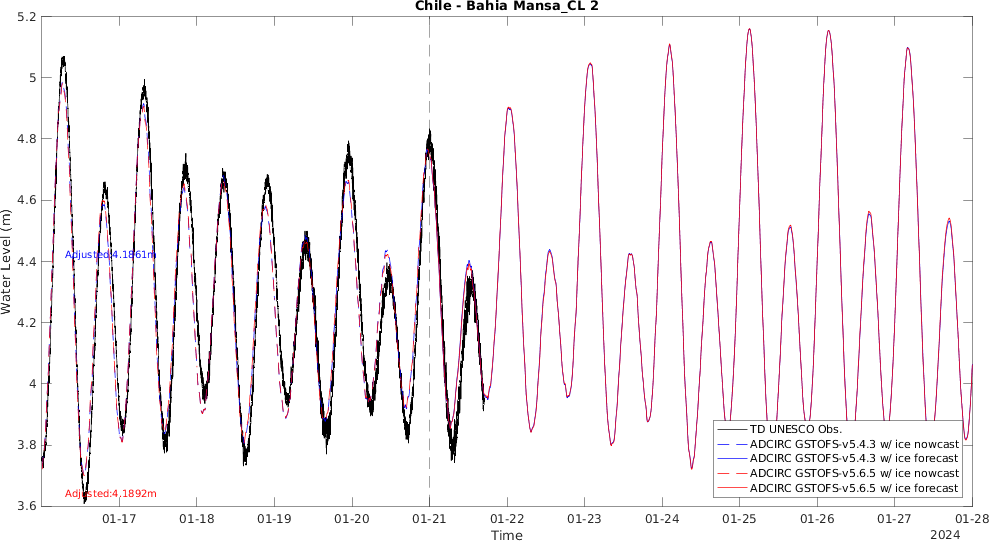 Chile - Bahia Mansa_CL 2
Water Level (m)
5.2
5
4.8
4.6
4.4
4.2
4
3.8
3.6
Adjusted:4.1861m
Adjusted:4.1892m
TD UNESCO Obs.
ADCIRC GSTOFS-v5.4.3 w/ ice nowcast
ADCIRC GSTOFS-v5.4.3 w/ ice forecast
ADCIRC GSTOFS-v5.6.5 w/ ice nowcast
ADCIRC GSTOFS-v5.6.5 w/ ice forecast
01-17 01-18 01-19 01-20 01-21 01-22 01-23 01-24 01-25 01-26 01-27 01-28
Time
2024